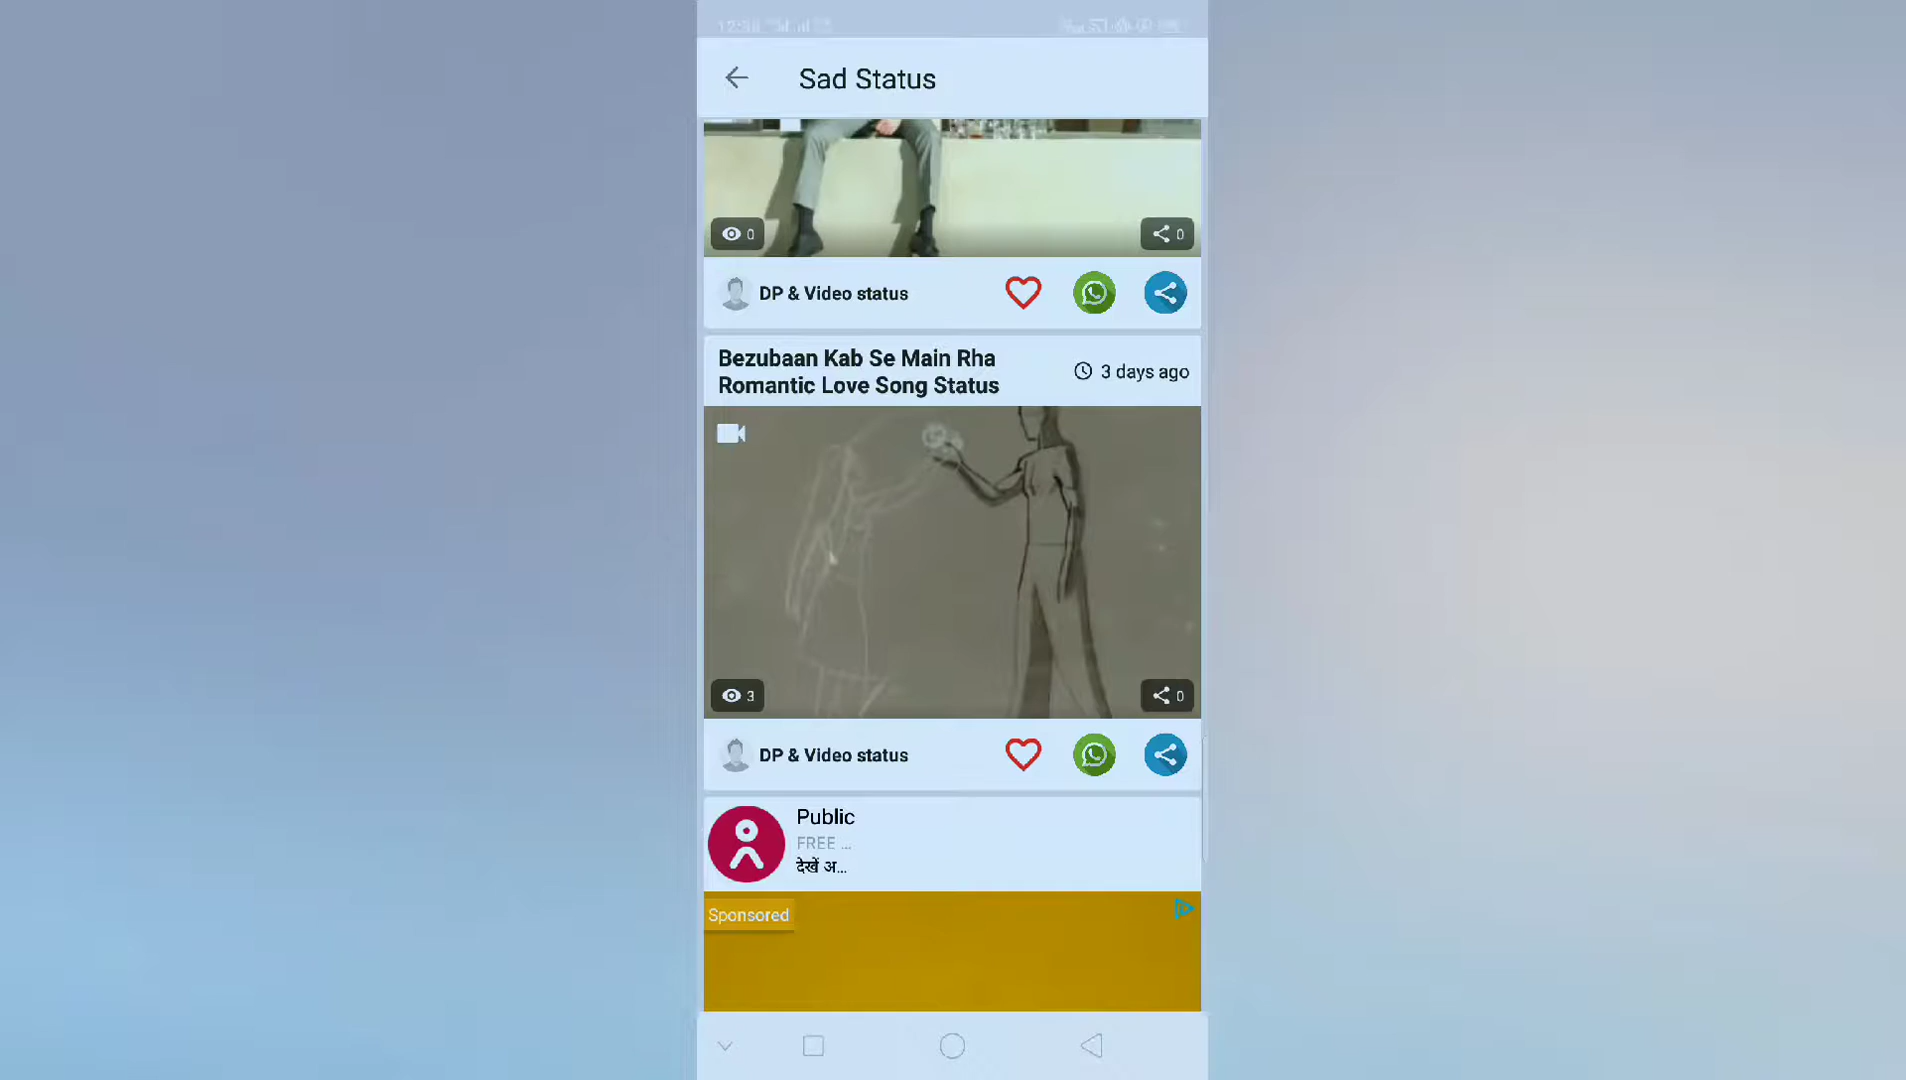 Sad Status
0
0
DP & Video status
Bezubaan Kab Se Main Rha
Romantic Love Song Status
3 days ago
3
0
DP & Video status
Public
FREE ...
देखें अ...
Sponsored